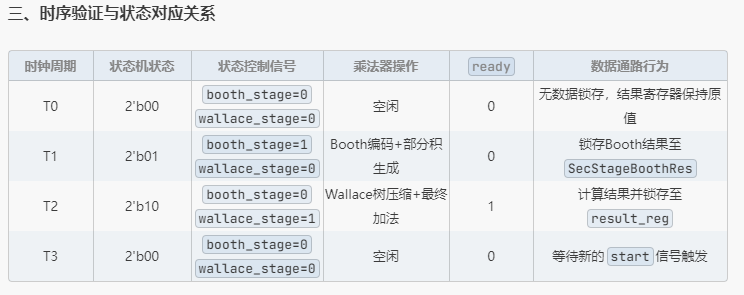 三、时序验证与状态对应关系
时钟周期 状态机状态 状态控制信号 乘法器操作 ready 数据通路行为
T0 2'b00 booth_stage=0 wallace_stage=0 空闲 0 无数据锁存，结果寄存器保持原值
T1 2'b01 booth_stage=1 wallace_stage=0 Booth编码+部分积生成 0 锁存Booth结果至 SecStageBoothRes
T2 2'b10 booth_stage=0 wallace_stage=1 Wallace树压缩+最终加法 1 计算结果并锁存至 result_reg
T3 2'b00 booth_stage=0 wallace_stage=0 空闲 0 等待新的 start 信号触发